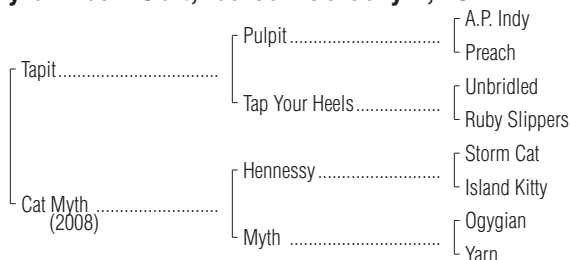 A.P. Indy
Pulpit
Preach
Tapit
Unbridled
Tap Your Heels
Ruby Slippers
Storm Cat
Hennessy
Island Kitty
Cat Myth
(2008)
Ogygian
Myth
Yarn